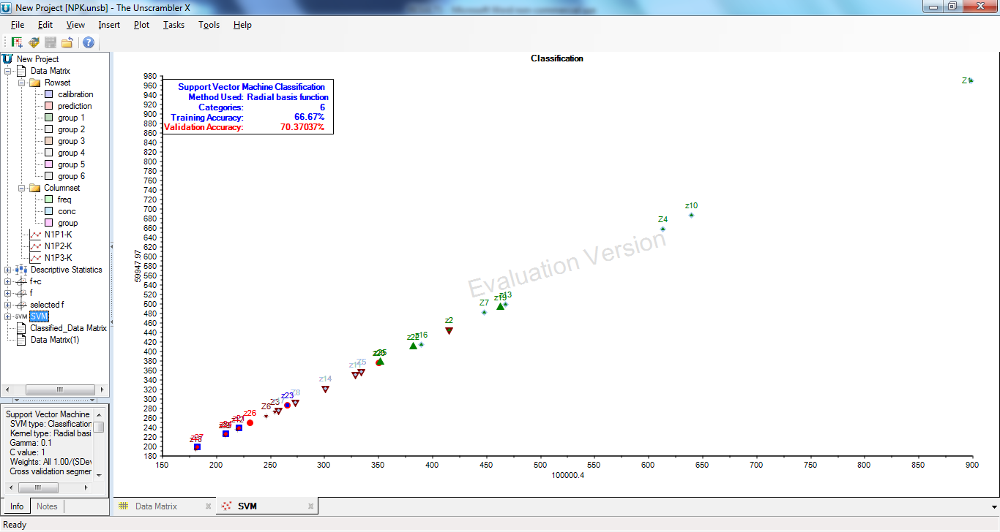 New Project [NPK.unsb] - The Unscrambler X
File Edit View Insert Plot Tasks Tools Help
New Project
Data Matrix
Rowset
calibration
prediction
group 1
group 2
group 3
group 4
group 5
group 6
Columnset
freq
conc
group
N1P1-K
N1P2-K
N1P3-K
Descriptive Statistics
f+c
f
selected f
SVM
SVM
Classified_Data Matrix
Data Matrix(1)
Support Vector Machine
SVM type: Classification
Kernel type: Radial basi
Gamma: 0.1
C value: 1
Weights: All 1.00/(SDev
Cross validation segmer
Info Notes
Ready
Classification
Support Vector Machine Classification
Method Used: Radial basis function
Categories: 6
Training Accuracy: 66.67%
Validation Accuracy: 70.37037%
980
960
940
920
900
880
860
840
820
800
780
760
740
720
700
680
660
640
620
600
580
560
540
520
500
480
460
440
420
400
380
360
340
320
300
280
260
240
220
200
180
59947.97
Z1
z10
Z4
Evaluation Version
z13
z19
Z7
z2
z22
z16
Z5
z14
z23
Z8
Z6
z26
z27
150 200 250 300 350 400 450 500 550 600 650 700 750 800 850 900
100000.4
Data Matrix SVM